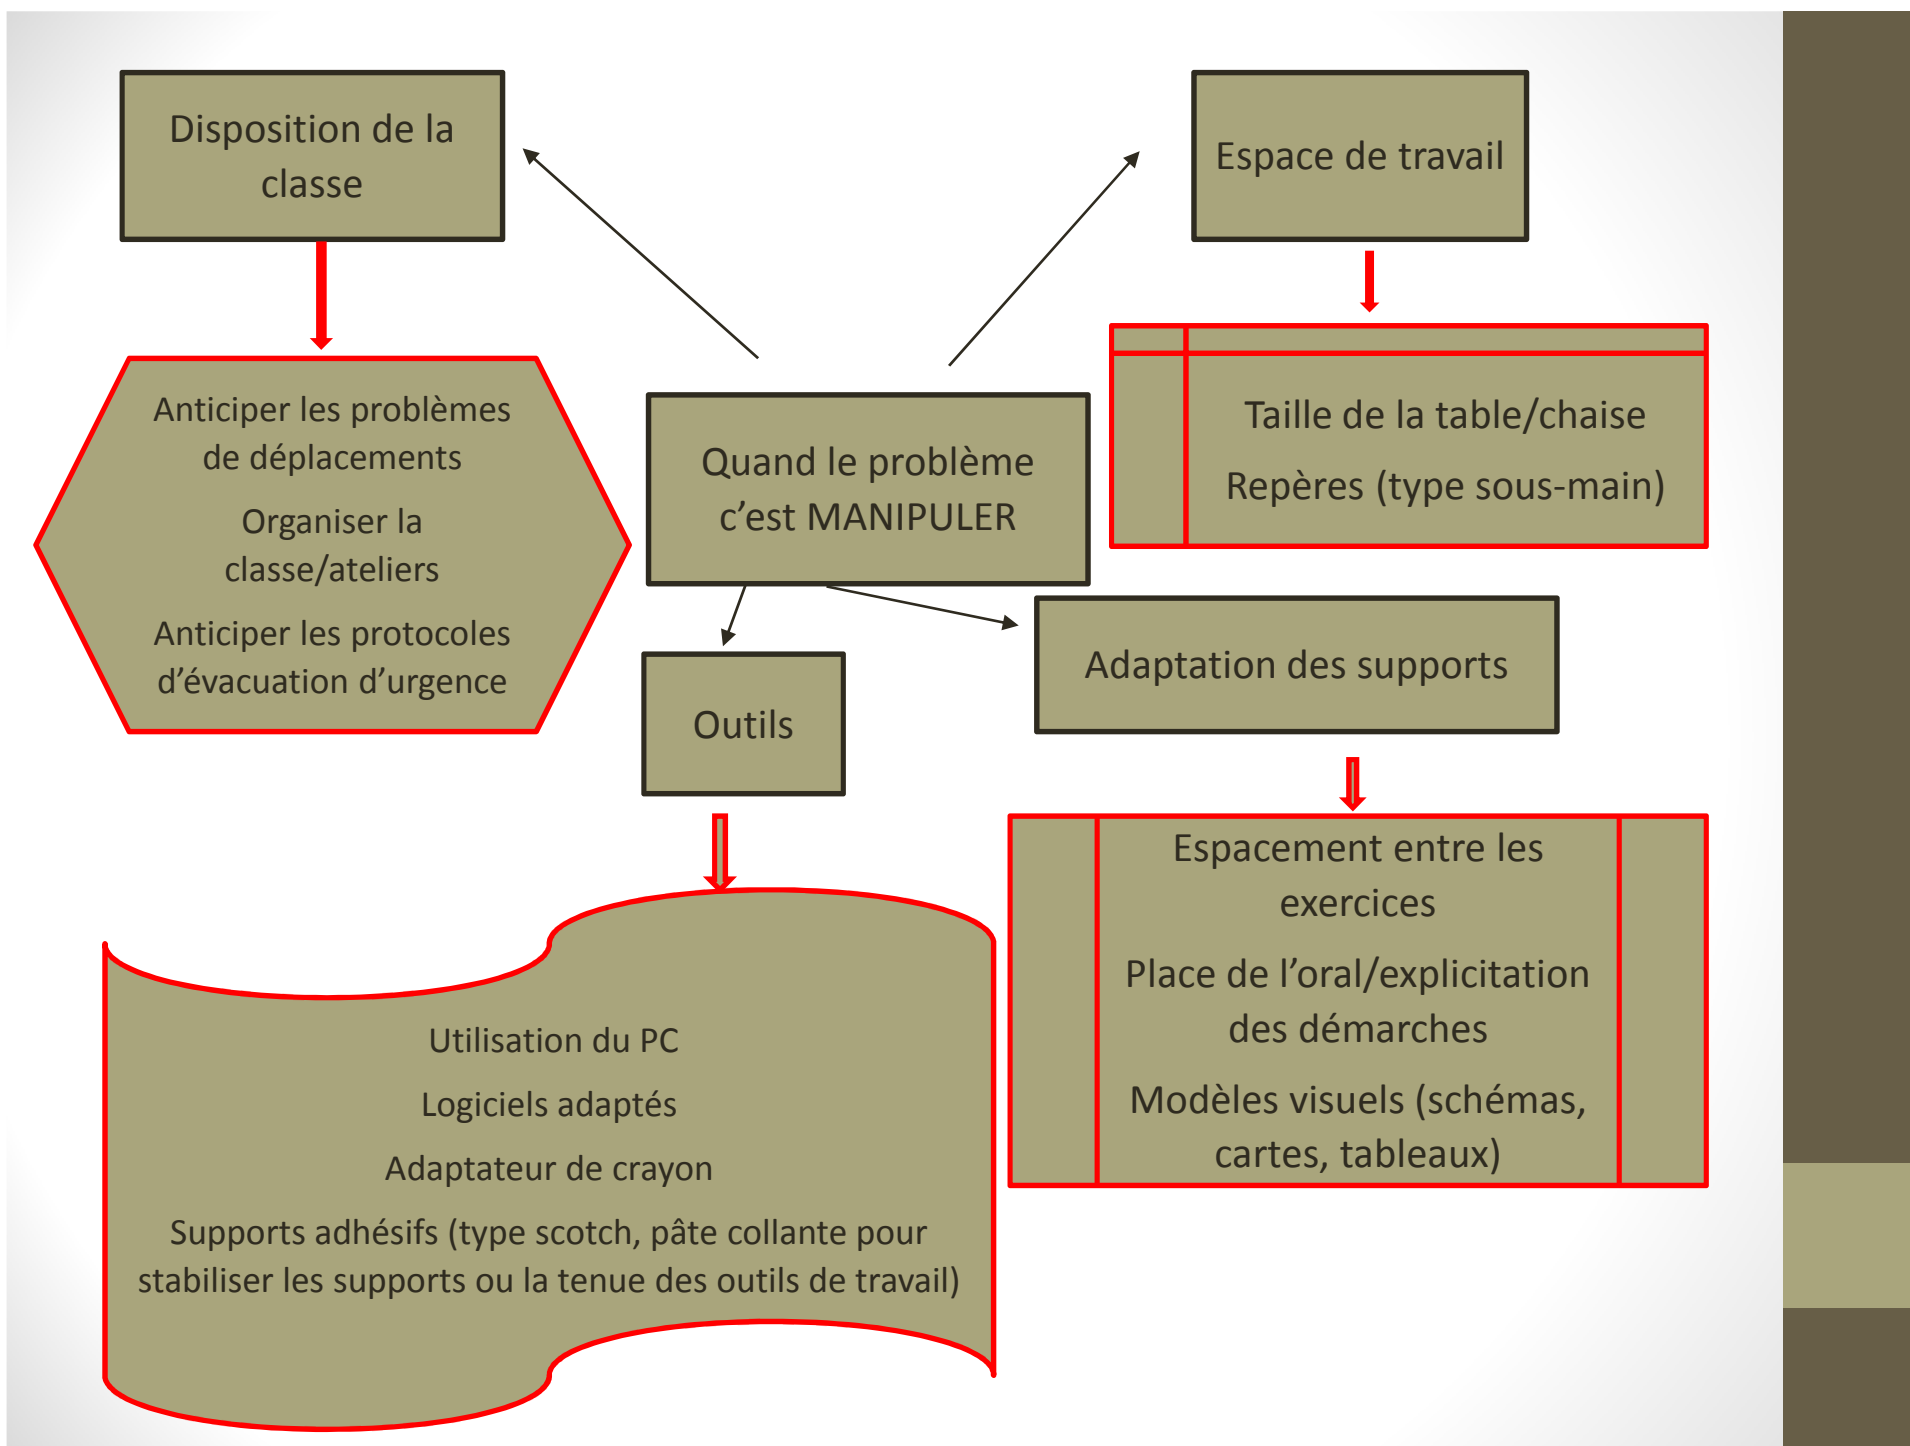 Disposition de la
classe
Espace de travail
Anticiper les problèmes
de déplacements
Organiser la
classe/ateliers
Anticiper les protocoles
d’évacuation d’urgence
Quand le problème
c’est MANIPULER
Taille de la table/chaise
Repères (type sous-main)
Outils
Adaptation des supports
Utilisation du PC
Logiciels adaptés
Adaptateur de crayon
Supports adhésifs (type scotch, pâte collante pour
stabiliser les supports ou la tenue des outils de travail)
Espacement entre les
exercices
Place de l’oral/explicitation
des démarches
Modèles visuels (schémas,
cartes, tableaux)